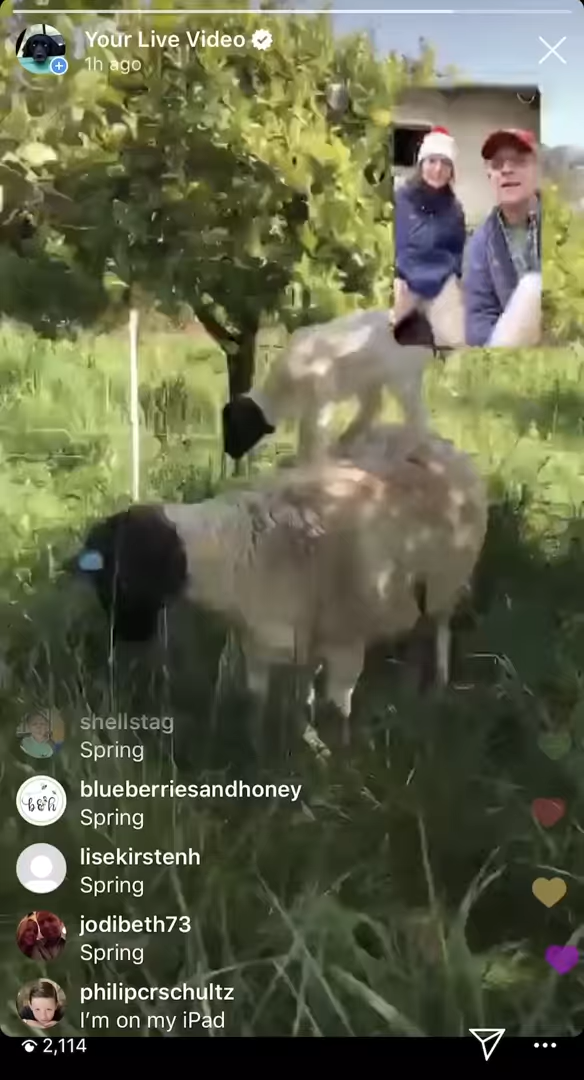 Your Live Video
1h ago
shellstag
Spring
b&h
blueberriesandhoney
Spring
lisekirstenh
Spring
jodibeth73
Spring
philipcrschultz
I'm on my iPad
2,114